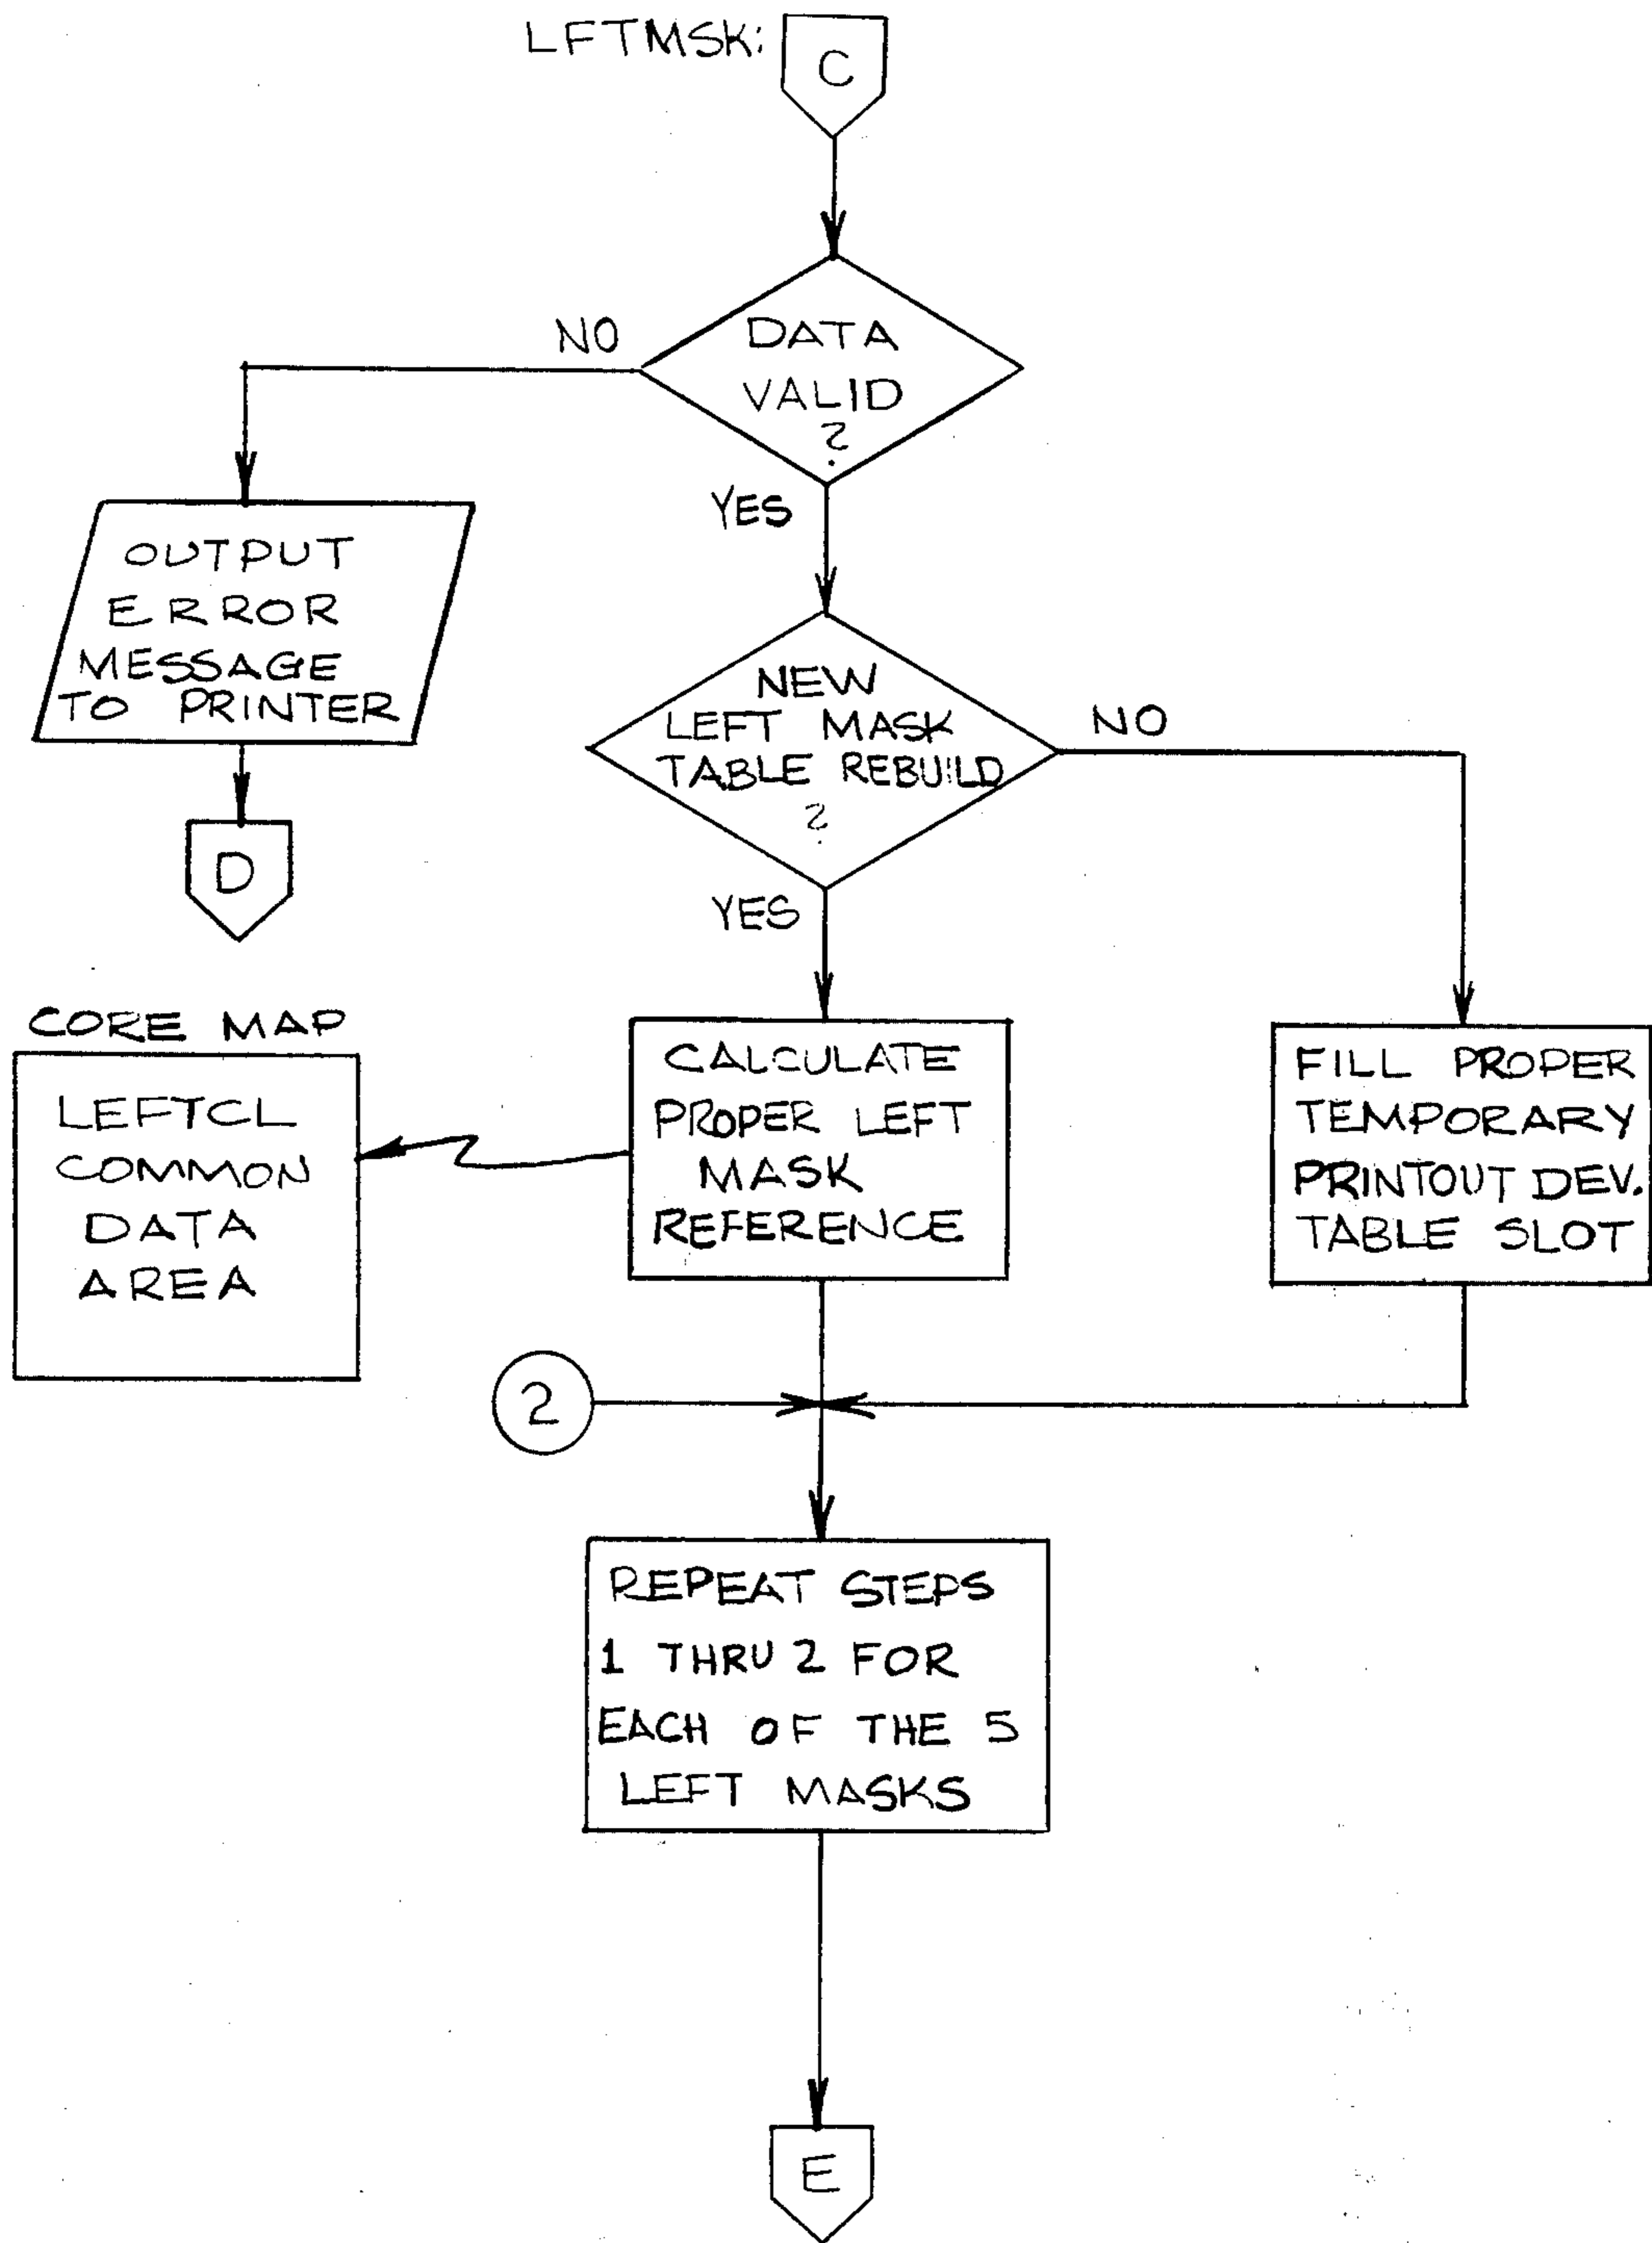 LFTMSK:
C
DATA
VALID
?
NO
YES
OUTPUT
ERROR
MESSAGE
TO PRINTER
D
NEW
LEFT MASK
TABLE REBUILD
?
NO
YES
CORE MAP
LEFTCL
COMMON
DATA
AREA
CALCULATE
PROPER LEFT
MASK
REFERENCE
FILL PROPER
TEMPORARY
PRINTOUT DEV.
TABLE SLOT
2
REPEAT STEPS
1 THRU 2 FOR
EACH OF THE 5
LEFT MASKS
E